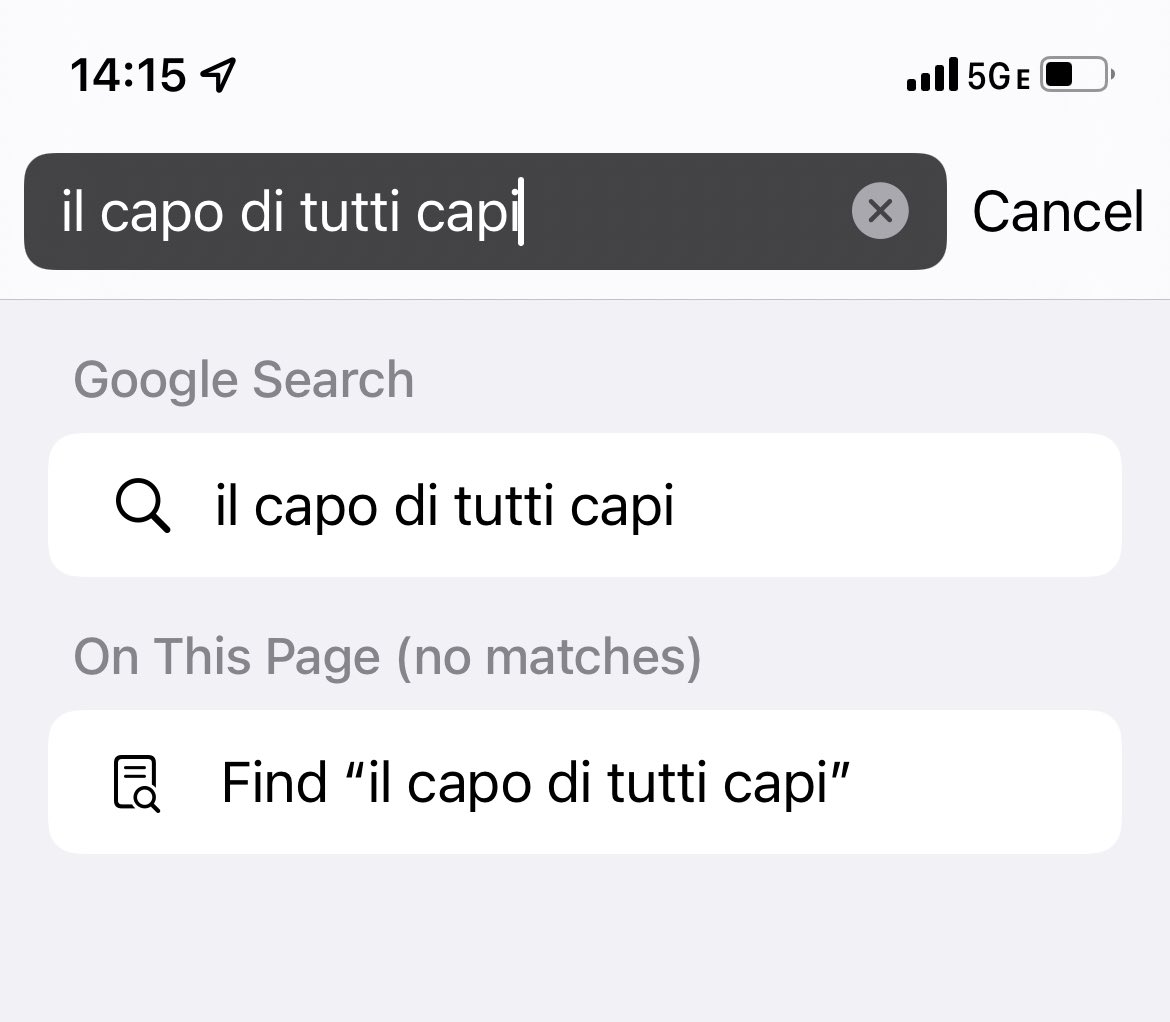 14:15 5GE
il capo di tutti capi Cancel
Google Search
il capo di tutti capi
On This Page (no matches)
Find “il capo di tutti capi”